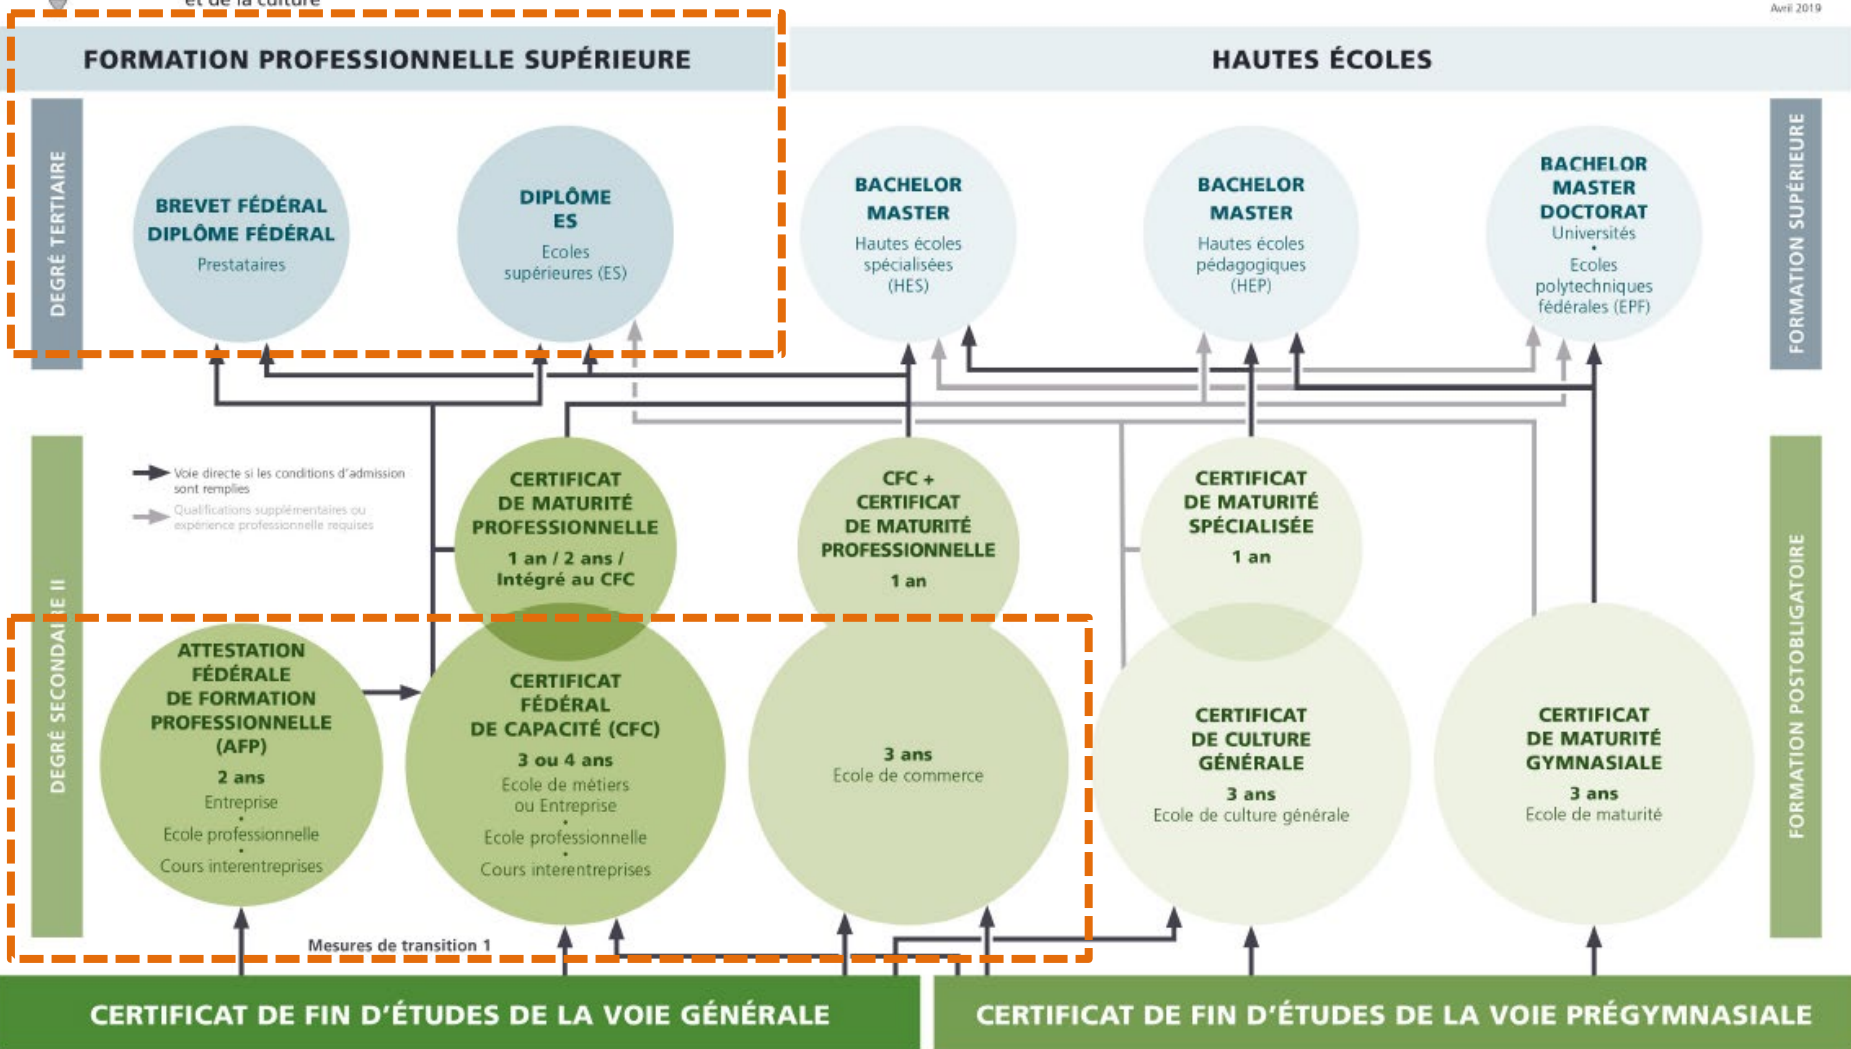 et de la culture
Avril 2019
FORMATION PROFESSIONNELLE SUPÉRIEURE
HAUTES ÉCOLES
DEGRÉ TERTIAIRE
BREVET FÉDÉRAL
DIPLÔME FÉDÉRAL
Prestataires
DIPLÔME
ES
Ecoles
supérieures (ES)
BACHELOR
MASTER
Hautes écoles
spécialisées
(HES)
BACHELOR
MASTER
Hautes écoles
pédagogiques
(HEP)
BACHELOR
MASTER
DOCTORAT
Universités
•
Ecoles
polytechniques
fédérales (EPF)
FORMATION SUPÉRIEURE
DEGRÉ SECONDAIRE II
Voie directe si les conditions d'admission
sont remplies
Qualifications supplémentaires ou
expérience professionnelle requises
CERTIFICAT
DE MATURITÉ
PROFESSIONNELLE
1 an / 2 ans /
Intégré au CFC
CFC +
CERTIFICAT
DE MATURITÉ
PROFESSIONNELLE
1 an
CERTIFICAT
DE MATURITÉ
SPÉCIALISÉE
1 an
FORMATION POSTOBLIGATOIRE
ATTESTATION
FÉDÉRALE
DE FORMATION
PROFESSIONNELLE
(AFP)
2 ans
Entreprise
•
Ecole professionnelle
•
Cours interentreprises
CERTIFICAT
FÉDÉRAL
DE CAPACITÉ (CFC)
3 ou 4 ans
Ecole de métiers
ou Entreprise
•
Ecole professionnelle
•
Cours interentreprises
3 ans
Ecole de commerce
CERTIFICAT
DE CULTURE
GÉNÉRALE
3 ans
Ecole de culture générale
CERTIFICAT
DE MATURITÉ
GYMNASIALE
3 ans
Ecole de maturité
Mesures de transition 1
CERTIFICAT DE FIN D'ÉTUDES DE LA VOIE GÉNÉRALE
CERTIFICAT DE FIN D'ÉTUDES DE LA VOIE PRÉGYMNASIALE